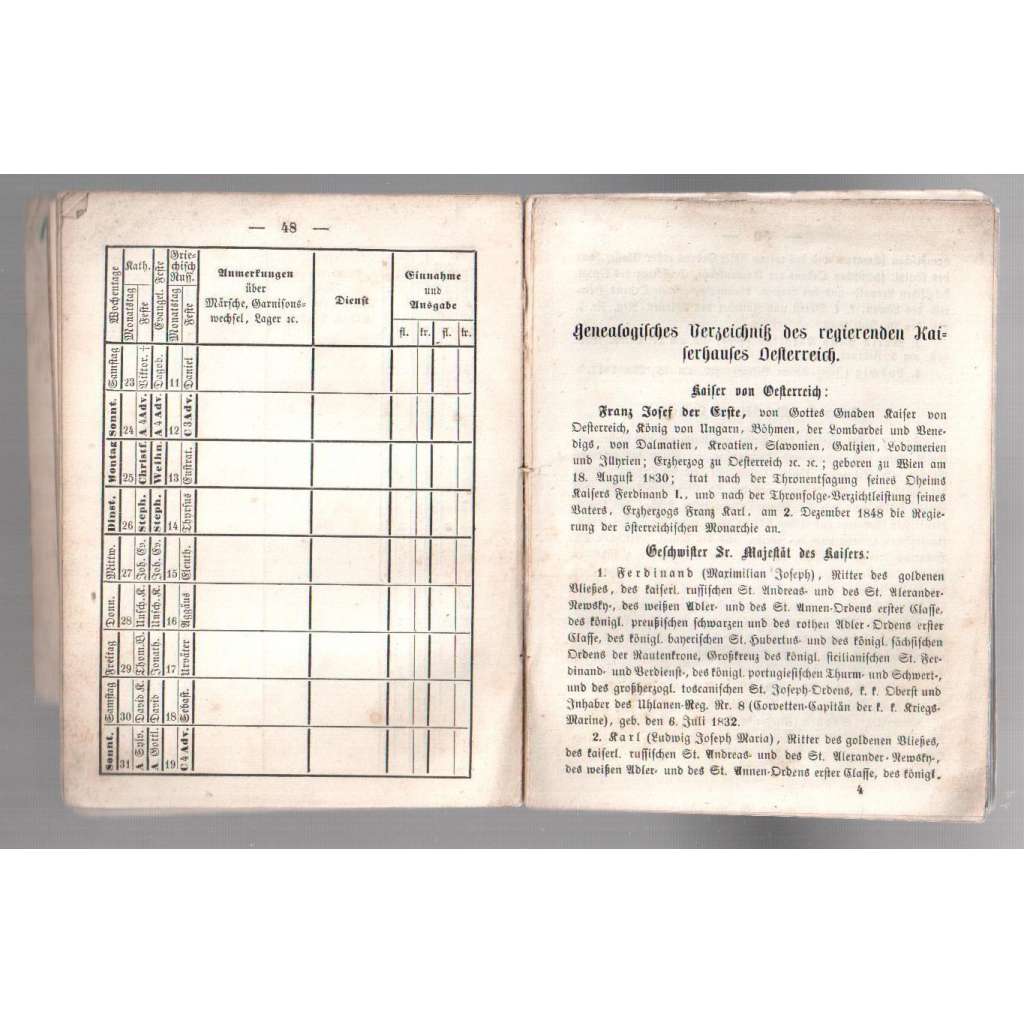 — 48 —
Wochentage
Kath.
Monatstag
Feste
Evangel. Feste
Grie-
chisch
Russ.
Monatstag
Feste
Anmerkungen
über
Märsche, Garnisons-
wechsel, Lager ꝛc.
Dienst
Einnahme
und
Ausgabe
fl. kr. fl. kr.
Samstag 23 Viktor. † Dagob. 11 Daniel
Sonnt. 24 A 4 Adv. A 4 Adv. 12 C 3 Adv.
Montag 25 Christf. Weihn. 13 Eustrat.
Dinst. 26 Steph. Steph. 14 Thyrsus
Mittw. 27 Joh. Ev. Joh. Ev. 15 Eleuth.
Donn. 28 Unsch. K. Unsch. K. 16 Aggäus
Freitag 29 Thom. B. Jonath. 17 Urväter
Samstag 30 David K. David 18 Sebast.
Sonnt. 31 A Sylv. A Gottl. 19 C 4 Adv.
Genealogisches Verzeichniß des regierenden Kai-
serhauses Oesterreich.
Kaiser von Oesterreich:
Franz Josef der Erste, von Gottes Gnaden Kaiser von
Oesterreich, König von Ungarn, Böhmen, der Lombardei und Vene-
digs, von Dalmatien, Kroatien, Slavonien, Galizien, Lodomerien
und Illyrien; Erzherzog zu Oesterreich ꝛc. ꝛc.; geboren zu Wien am
18. August 1830; trat nach der Thronentsagung seines Oheims
Kaisers Ferdinand I., und nach der Thronfolge-Verzichtleistung seines
Vaters, Erzherzogs Franz Karl, am 2. Dezember 1848 die Regie-
rung der österreichischen Monarchie an.
Geschwister Sr. Majestät des Kaisers:
1. Ferdinand (Maximilian Joseph), Ritter des goldenen
Vließes, des kaiserl. russischen St. Andreas- und des St. Alexander-
Newsky-, des weißen Adler- und des St. Annen-Ordens erster Classe,
des königl. preußischen schwarzen und des rothen Adler-Ordens erster
Classe, des königl. bayerischen St. Hubertus- und des königl. sächsischen
Ordens der Rautenkrone, Großkreuz des königl. sicilianischen St. Fer-
dinand- und Verdienst-, des königl. portugiesischen Thurm- und Schwert-,
und des großherzogl. toscanischen St. Joseph-Ordens, k. k. Oberst und
Inhaber des Uhlanen-Reg. Nr. 8 (Corvetten-Capitän der k. k. Kriegs-
Marine), geb. den 6. Juli 1832.
2. Karl (Ludwig Joseph Maria), Ritter des goldenen Vließes,
des kaiserl. russischen St. Andreas- und des St. Alexander-Newsky-,
des weißen Adler- und des St. Annen-Ordens erster Classe, des königl.
4